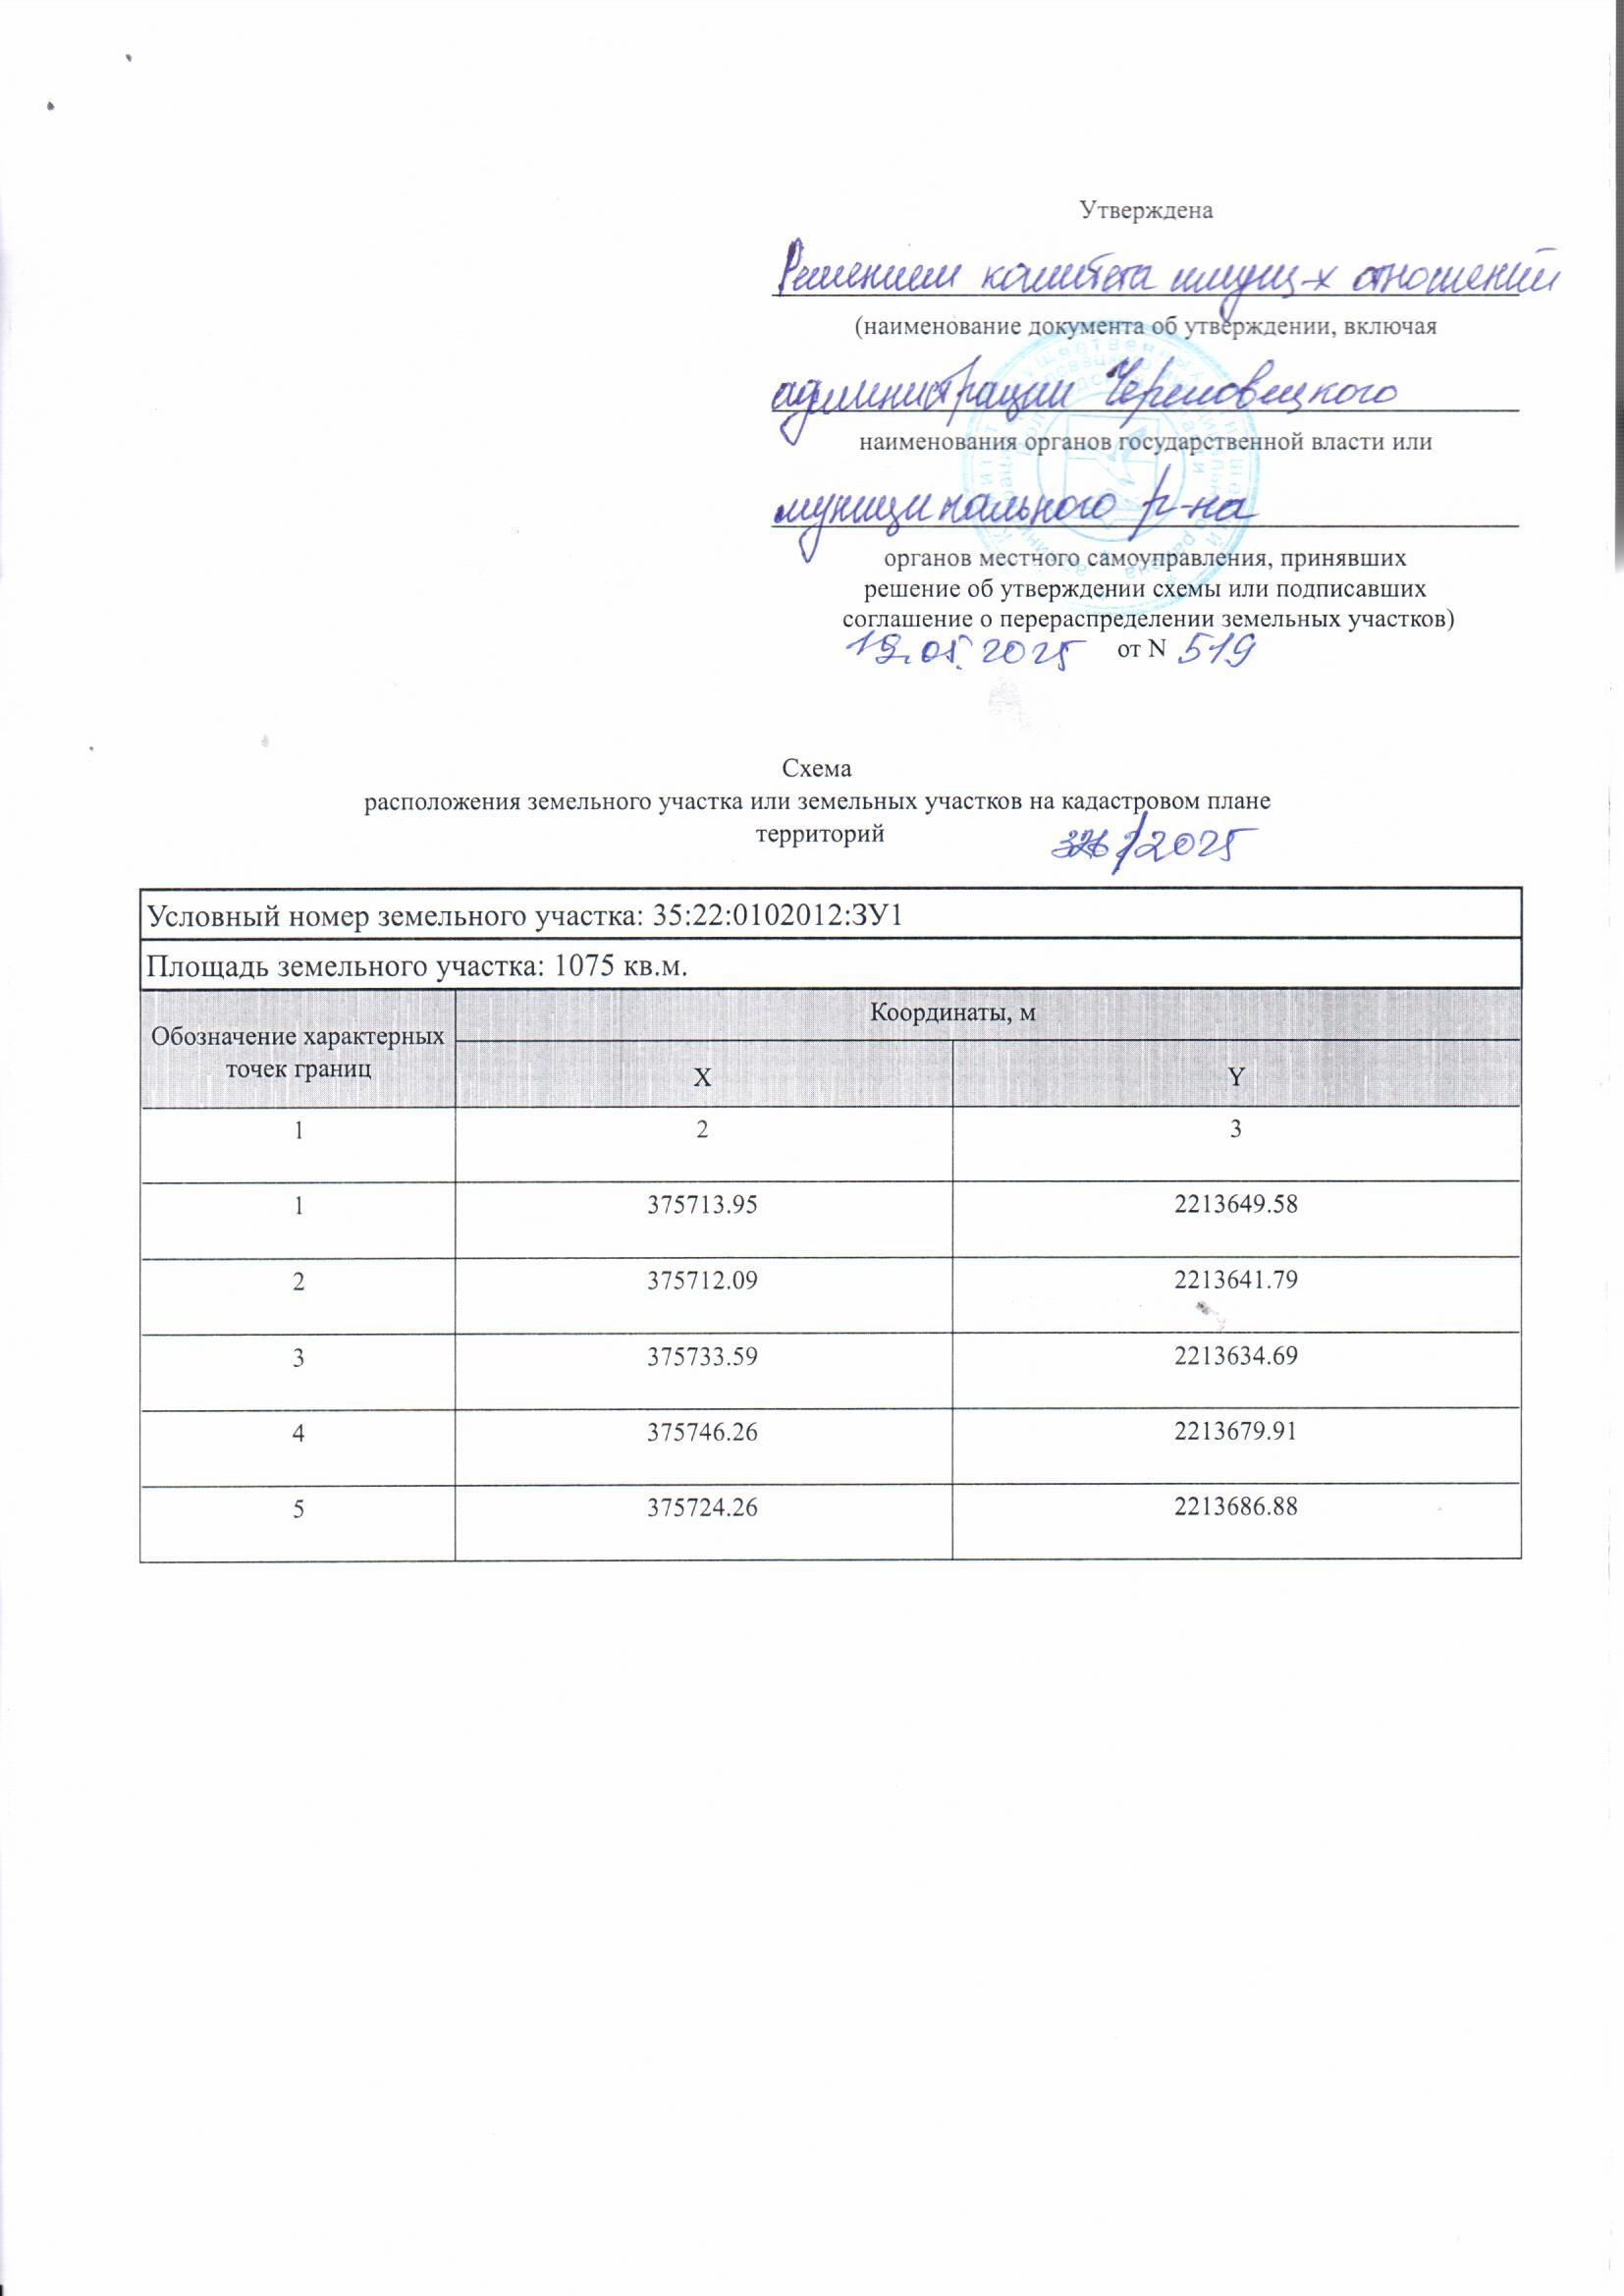 Утверждена
Решением комитета имущ-х отношений
(наименование документа об утверждении, включая
администрации Череповецкого
наименования органов государственной власти или
муниципального р-на
органов местного самоуправления, принявших
решение об утверждении схемы или подписавших
соглашение о перераспределении земельных участков)
19.05.2025 от N 519
Схема
расположения земельного участка или земельных участков на кадастровом плане
территорий
/2025
Условный номер земельного участка: 35:22:0102012:ЗУ1
Площадь земельного участка: 1075 кв.м.
Обозначение характерных точек границ Координаты, м
X Y
1 2 3
1 375713.95 2213649.58
2 375712.09 2213641.79
3 375733.59 2213634.69
4 375746.26 2213679.91
5 375724.26 2213686.88